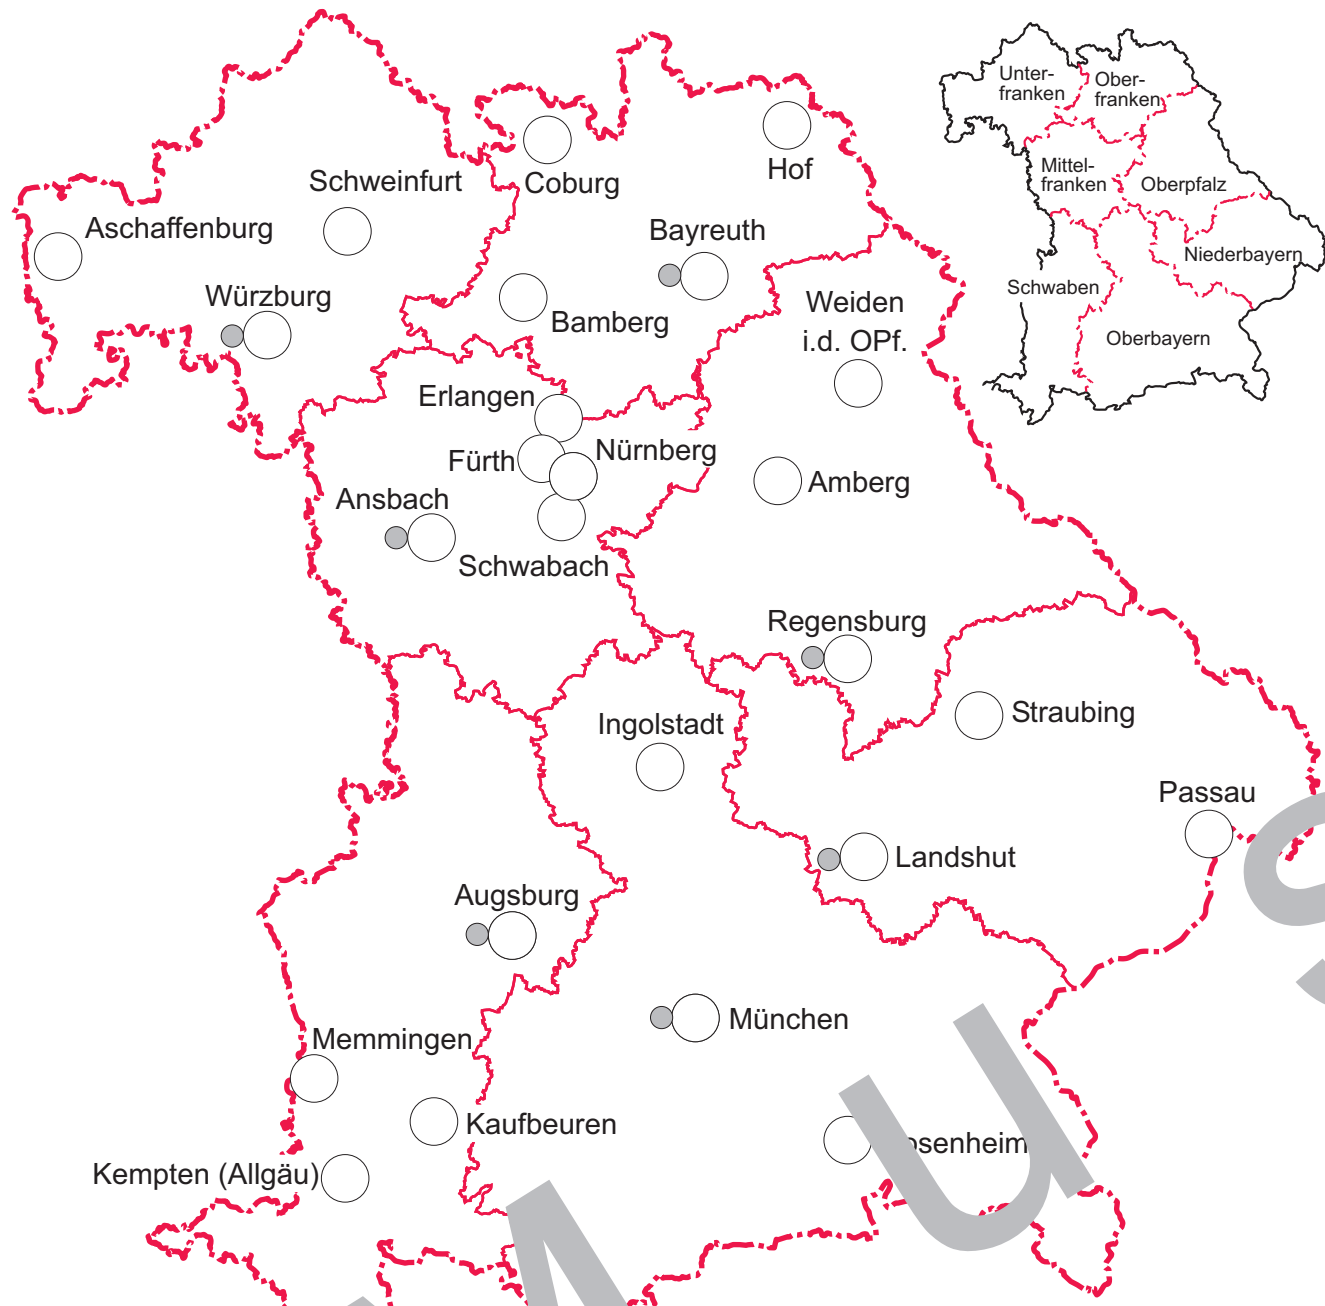 Unter-
franken
Ober-
franken
Mittel-
franken
Oberpfalz
Niederbayern
Schwaben
Oberbayern
Coburg
Hof
Schweinfurt
Aschaffenburg
Bayreuth
Würzburg
Bamberg
Weiden
i.d. OPf.
Erlangen
Fürth
Nürnberg
Amberg
Ansbach
Schwabach
Regensburg
Straubing
Ingolstadt
Passau
Landshut
Augsburg
München
Memmingen
Kaufbeuren
Kempten (Allgäu)
osenheim
M u s